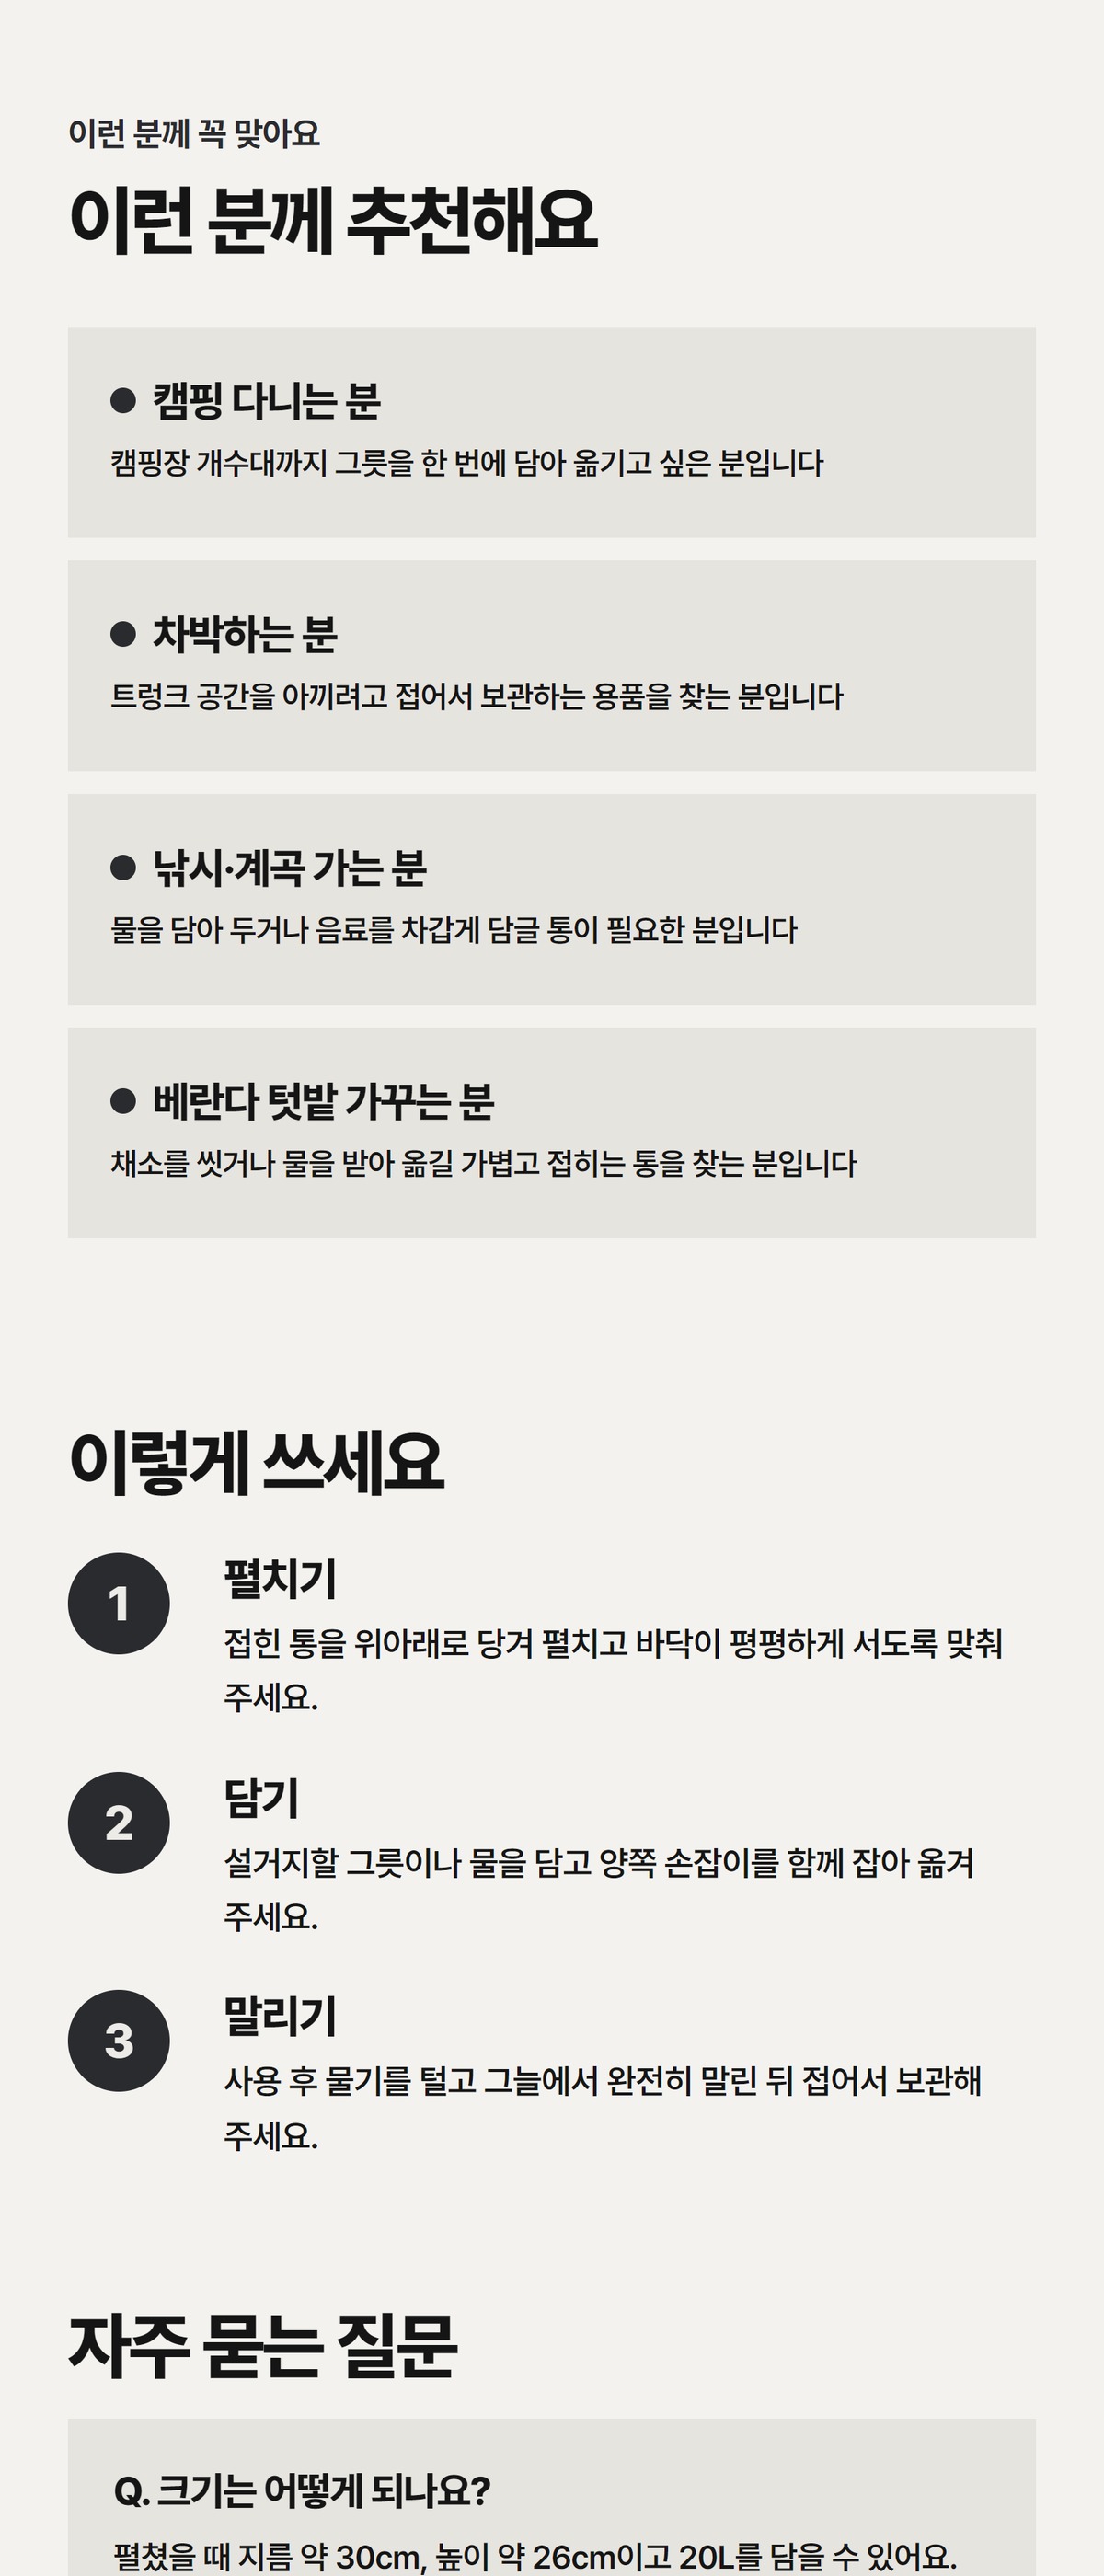 이런 분께 꼭 맞아요
이런 분께 추천해요
● 캠핑 다니는 분
캠핑장 개수대까지 그릇을 한 번에 담아 옮기고 싶은 분입니다
● 차박하는 분
트렁크 공간을 아끼려고 접어서 보관하는 용품을 찾는 분입니다
● 낚시·계곡 가는 분
물을 담아 두거나 음료를 차갑게 담글 통이 필요한 분입니다
● 베란다 텃밭 가꾸는 분
채소를 씻거나 물을 받아 옮길 가볍고 접히는 통을 찾는 분입니다
이렇게 쓰세요
1
펼치기
접힌 통을 위아래로 당겨 펼치고 바닥이 평평하게 서도록 맞춰
주세요.
2
담기
설거지할 그릇이나 물을 담고 양쪽 손잡이를 함께 잡아 옮겨
주세요.
3
말리기
사용 후 물기를 털고 그늘에서 완전히 말린 뒤 접어서 보관해
주세요.
자주 묻는 질문
Q. 크기는 어떻게 되나요?
펼쳤을 때 지름 약 30cm, 높이 약 26cm이고 20L를 담을 수 있어요.